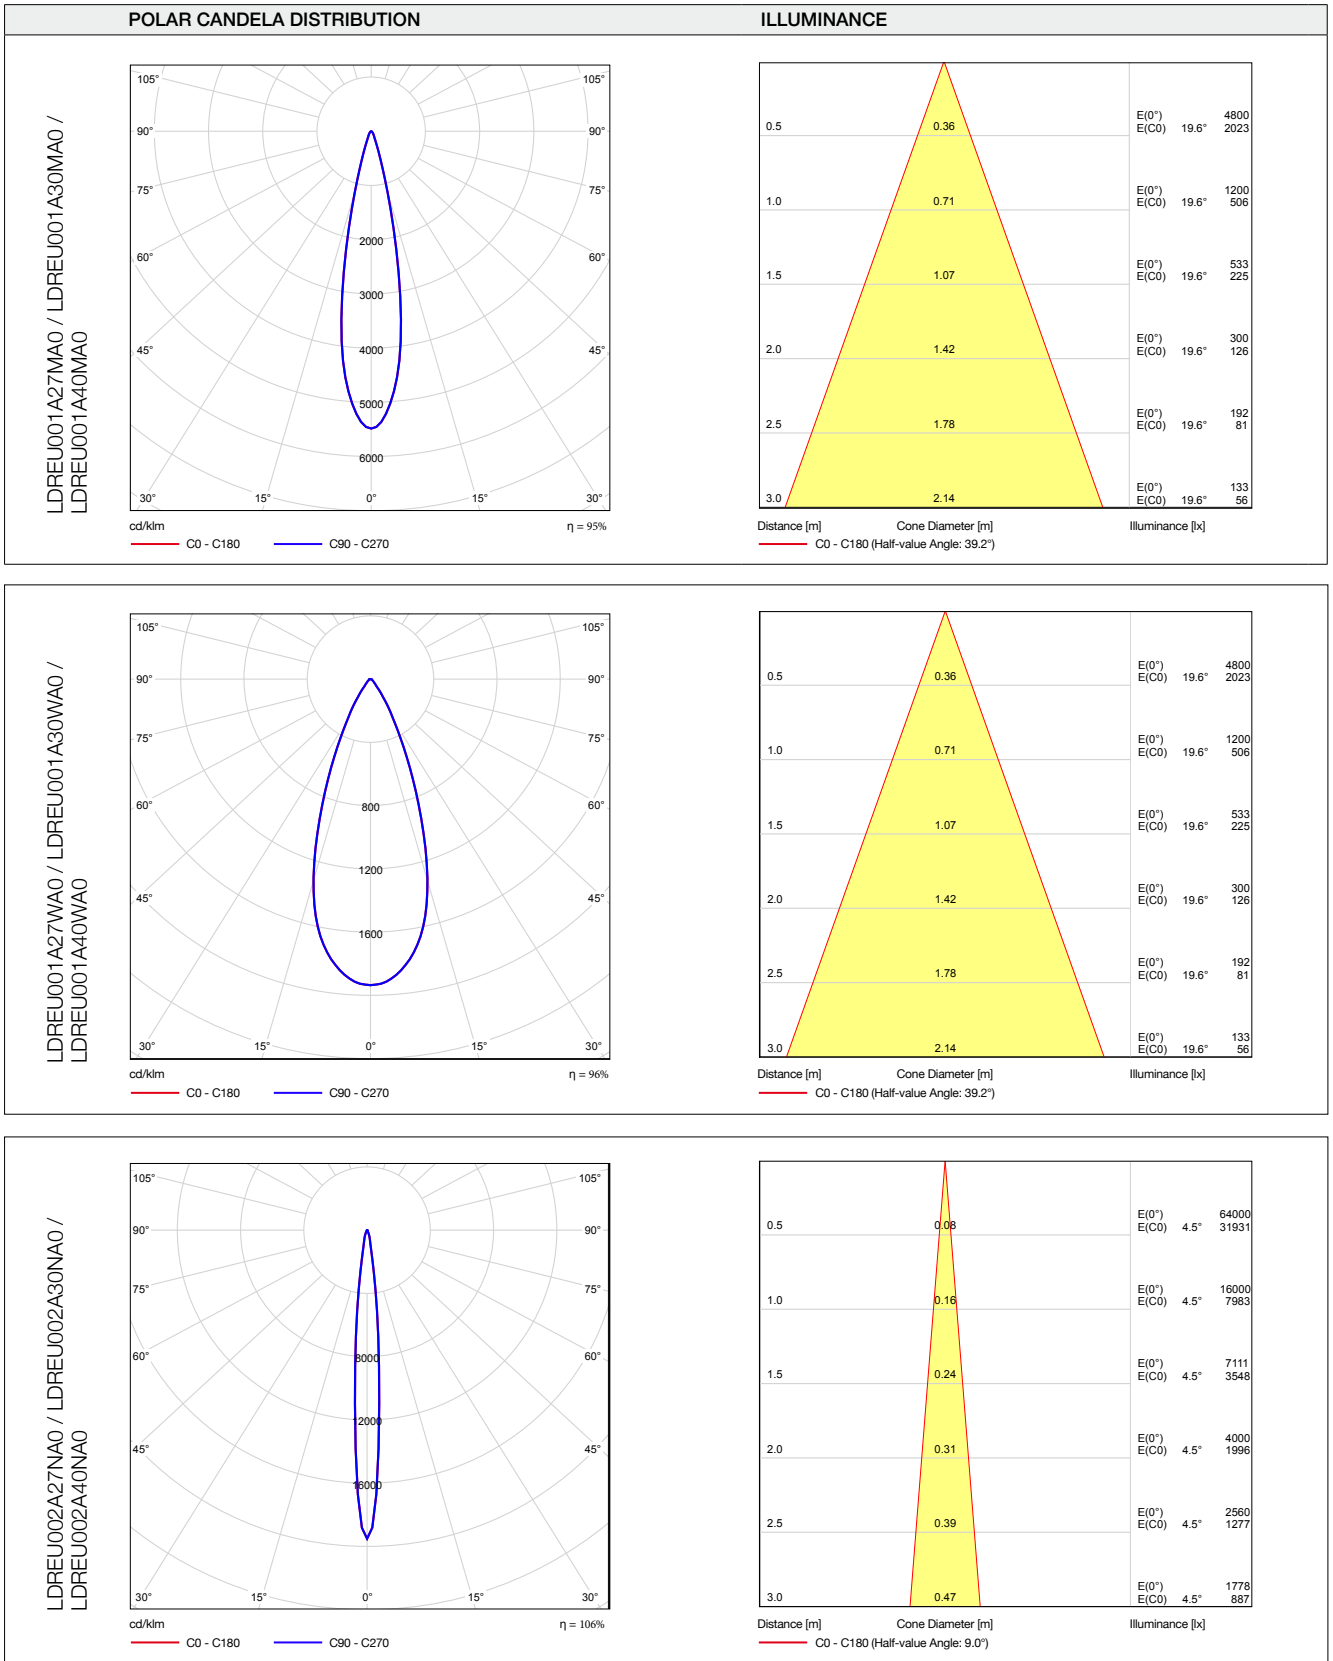 POLAR CANDELA DISTRIBUTION
ILLUMINANCE
LDREU001A27MA0 / LDREU001A30MA0 /
LDREU001A40MA0
105°
105°
90°
90°
75°
75°
60°
60°
45°
45°
30°
15°
0°
15°
30°
2000
3000
4000
5000
6000
cd/klm
η = 95%
C0 - C180
C90 - C270
0.5
0.36
E(0°) 4800
E(C0) 19.6° 2023
1.0
0.71
E(0°) 1200
E(C0) 19.6° 506
1.5
1.07
E(0°) 533
E(C0) 19.6° 225
2.0
1.42
E(0°) 300
E(C0) 19.6° 126
2.5
1.78
E(0°) 192
E(C0) 19.6° 81
3.0
2.14
E(0°) 133
E(C0) 19.6° 56
Distance [m]
Cone Diameter [m]
Illuminance [lx]
C0 - C180 (Half-value Angle: 39.2°)
LDREU001A27WA0 / LDREU001A30WA0 /
LDREU001A40WA0
105°
105°
90°
90°
75°
75°
60°
60°
45°
45°
30°
15°
0°
15°
30°
800
1200
1600
cd/klm
η = 96%
C0 - C180
C90 - C270
0.5
0.36
E(0°) 4800
E(C0) 19.6° 2023
1.0
0.71
E(0°) 1200
E(C0) 19.6° 506
1.5
1.07
E(0°) 533
E(C0) 19.6° 225
2.0
1.42
E(0°) 300
E(C0) 19.6° 126
2.5
1.78
E(0°) 192
E(C0) 19.6° 81
3.0
2.14
E(0°) 133
E(C0) 19.6° 56
Distance [m]
Cone Diameter [m]
Illuminance [lx]
C0 - C180 (Half-value Angle: 39.2°)
LDREU002A27NA0 / LDREU002A30NA0 /
LDREU002A40NA0
105°
105°
90°
90°
75°
75°
60°
60°
45°
45°
30°
15°
0°
15°
30°
8000
12000
16000
cd/klm
η = 106%
C0 - C180
C90 - C270
0.5
0.08
E(0°) 64000
E(C0) 4.5° 31931
1.0
0.16
E(0°) 16000
E(C0) 4.5° 7983
1.5
0.24
E(0°) 7111
E(C0) 4.5° 3548
2.0
0.31
E(0°) 4000
E(C0) 4.5° 1996
2.5
0.39
E(0°) 2560
E(C0) 4.5° 1277
3.0
0.47
E(0°) 1778
E(C0) 4.5° 887
Distance [m]
Cone Diameter [m]
Illuminance [lx]
C0 - C180 (Half-value Angle: 9.0°)